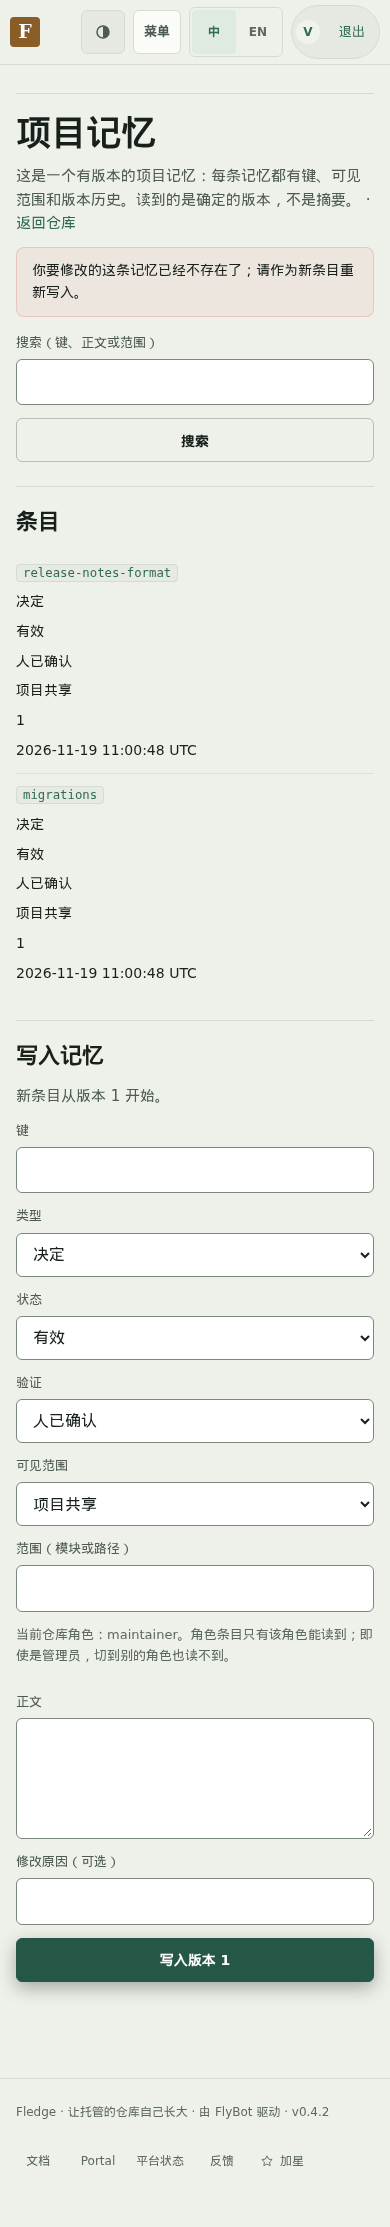 F
菜单
中
EN
V
退出
项目记忆
这是一个有版本的项目记忆：每条记忆都有键、可见
范围和版本历史。读到的是确定的版本，不是摘要。 ·
返回仓库
你要修改的这条记忆已经不存在了；请作为新条目重
新写入。
搜索（键、正文或范围）
搜索
条目
release-notes-format
决定
有效
人已确认
项目共享
1
2026-11-19 11:00:48 UTC
migrations
决定
有效
人已确认
项目共享
1
2026-11-19 11:00:48 UTC
写入记忆
新条目从版本 1 开始。
键
类型
决定
状态
有效
验证
人已确认
可见范围
项目共享
范围（模块或路径）
当前仓库角色：maintainer。角色条目只有该角色能读到；即
使是管理员，切到别的角色也读不到。
正文
修改原因（可选）
写入版本 1
Fledge · 让托管的仓库自己长大 · 由 FlyBot 驱动 · v0.4.2
文档
Portal
平台状态
反馈
☆ 加星